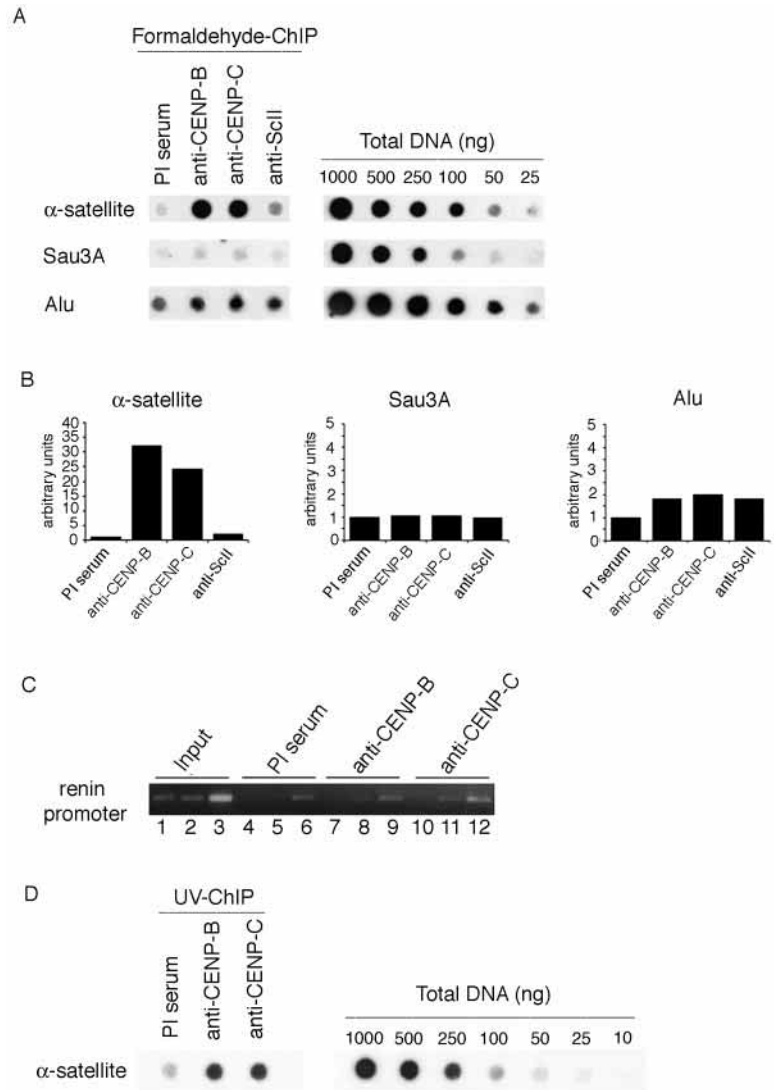 A
Formaldehyde-ChIP
PI serum
anti-CENP-B
anti-CENP-C
anti-ScII
Total DNA (ng)
1000 500 250 100 50 25
α-satellite
Sau3A
Alu
B
α-satellite
arbitrary units
40
35
30
25
20
15
10
5
0
PI serum
anti-CENP-B
anti-CENP-C
anti-ScII
Sau3A
arbitrary units
5
4
3
2
1
0
PI serum
anti-CENP-B
anti-CENP-C
anti-ScII
Alu
arbitrary units
5
4
3
2
1
0
PI serum
anti-CENP-B
anti-CENP-C
anti-ScII
C
Input
PI serum
anti-CENP-B
anti-CENP-C
renin
promoter
1 2 3 4 5 6 7 8 9 10 11 12
D
UV-ChIP
PI serum
anti-CENP-B
anti-CENP-C
Total DNA (ng)
1000 500 250 100 50 25 10
α-satellite